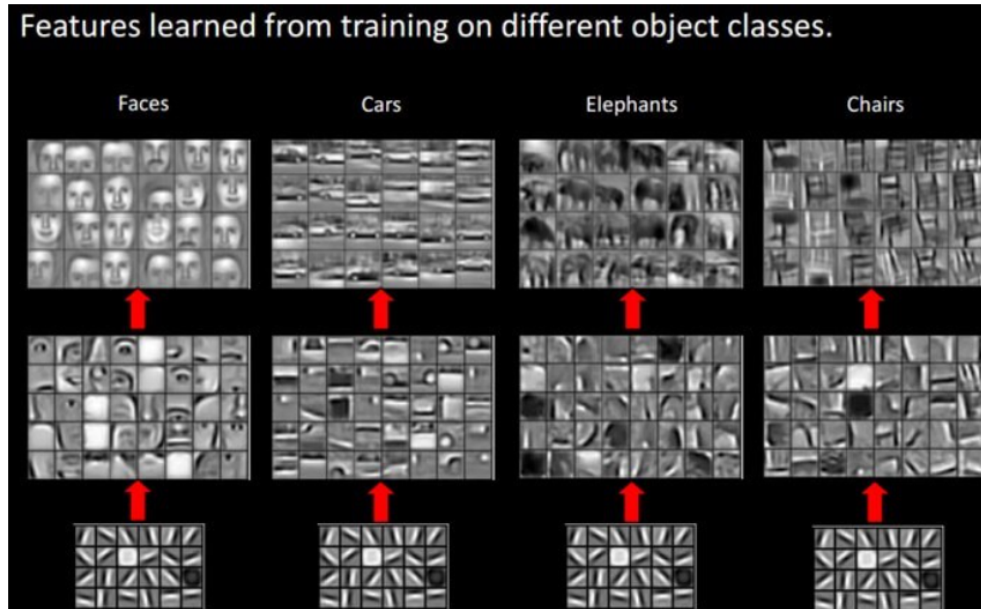 Features learned from training on different object classes.
Faces Cars Elephants Chairs